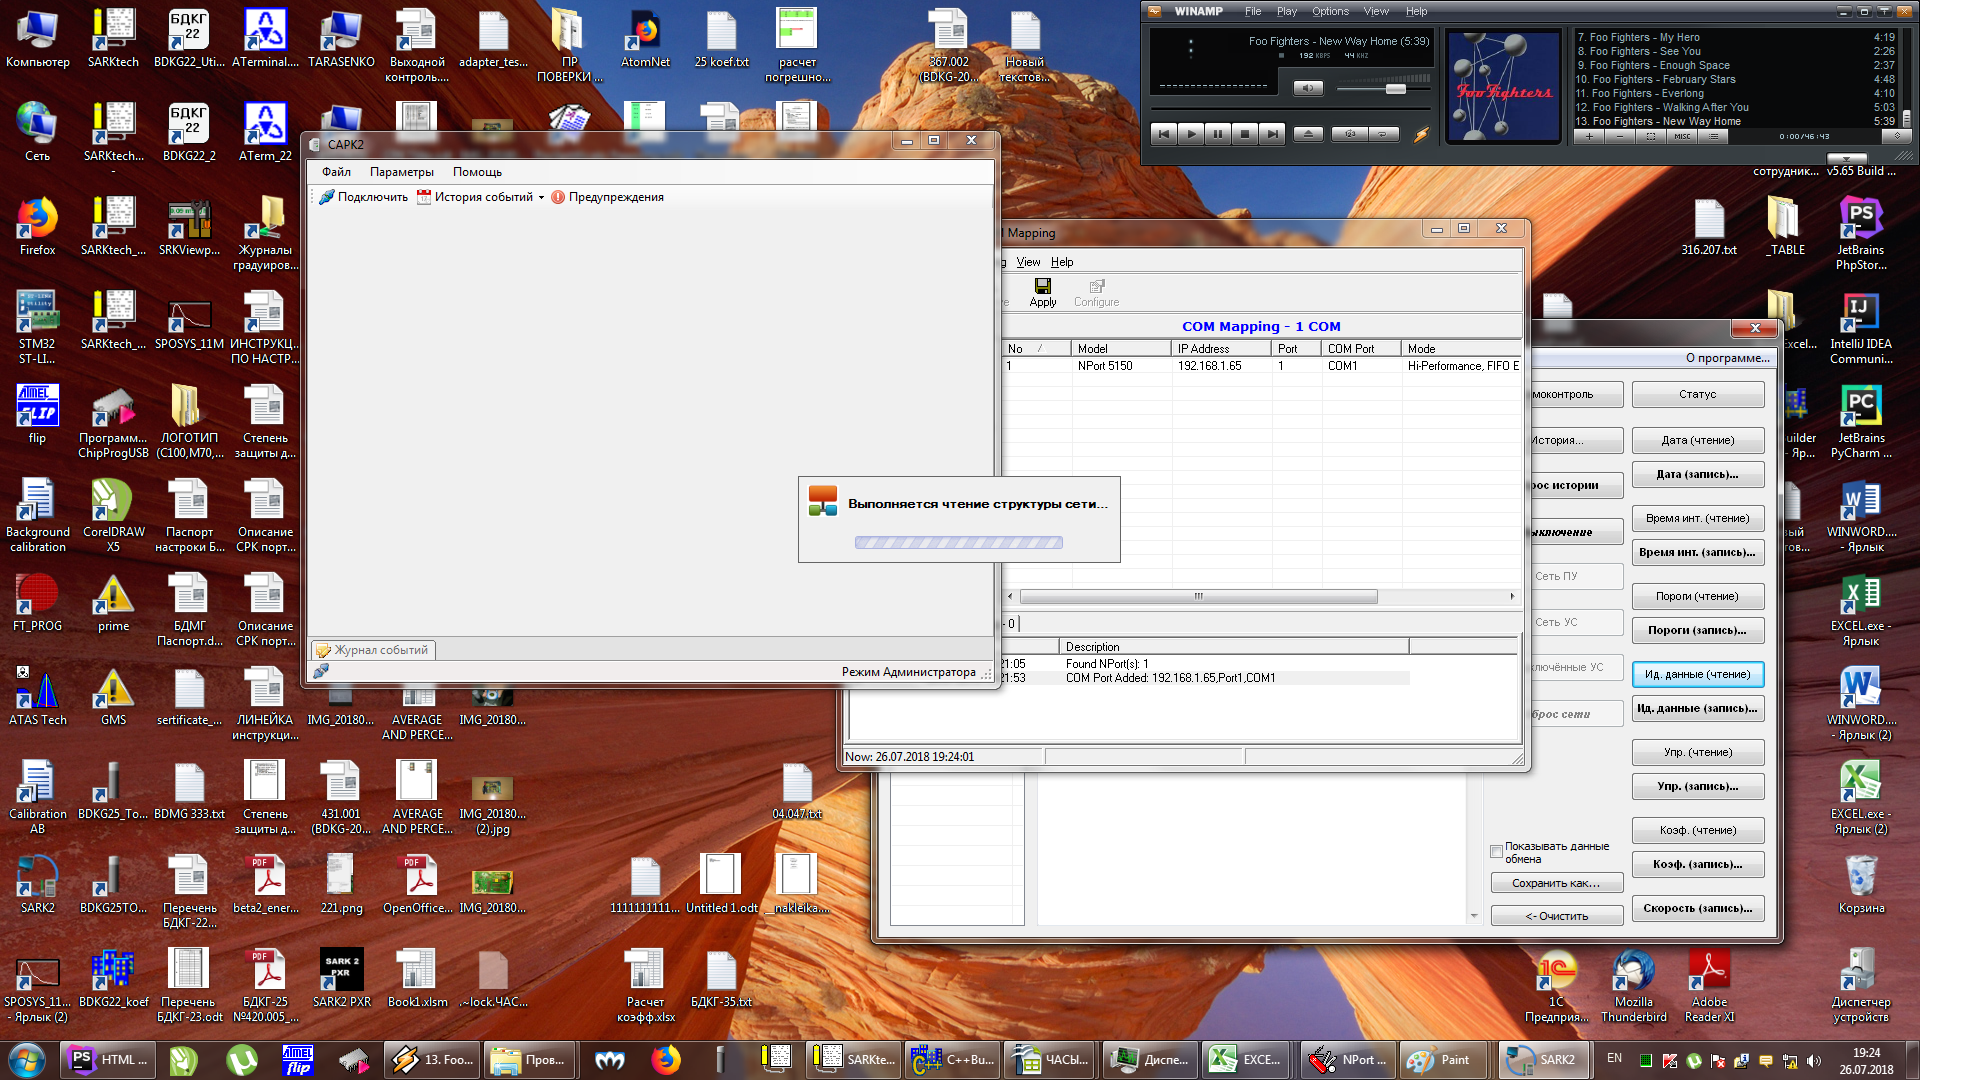 Компьютер
SARKtech
BDKG22_Uti...
ATerminal....
TARASENKO
Выходной контроль....
adapter_tes...
ПР ПОВЕРКИ ...
AtomNet
25 koef.txt
расчет погрешно...
367.002 (BDKG-20...
Новый текстов...
WINAMP File Play Options View Help
Foo Fighters - New Way Home (5:39)
192 KBPS 44 KHZ
7. Foo Fighters - My Hero 4:19
8. Foo Fighters - See You 2:26
9. Foo Fighters - Enough Space 2:37
10. Foo Fighters - February Stars 4:48
11. Foo Fighters - Everlong 4:10
12. Foo Fighters - Walking After You 5:03
13. Foo Fighters - New Way Home 5:39
MISC
0:00/46:43
Foo Fighters
сотрудник...
v5.65 Build ...
Сеть
SARKtech... -
BDKG22_2
ATerm_22
Firefox
SARKtech_...
SRKViewp...
Журналы градуиров...
STM32 ST-LI...
SARKtech_...
SPOSYS_11M
ИНСТРУКЦ... ПО НАСТР...
flip
Программ... ChipProgUSB
ЛОГОТИП (С100,М70,...
Степень защиты д...
Background calibration
CorelDRAW X5
Паспорт настроки Б...
Описание СРК порт...
FT_PROG
prime
БДМГ Паспорт.d...
Описание СРК порт...
ATAS Tech
GMS
sertificate_...
ЛИНЕЙКА инструкци...
IMG_20180...
AVERAGE AND PERCE...
IMG_20180...
Calibration AB
BDKG25_To...
BDMG 333.txt
Степень защиты д...
431.001 (BDKG-20...
AVERAGE AND PERCE...
IMG_20180... (2).jpg
04.047.txt
SARK2
BDKG25TO...
Перечень БДКГ-22...
beta2_ener...
221.png
OpenOffice...
IMG_20180...
1111111111...
Untitled 1.odt
__nakleika....
SPOSYS_11... - Ярлык (2)
BDKG22_koef
Перечень БДКГ-23.odt
БДКГ-25 №420.005_...
SARK2 PXR
Book1.xlsm
.~lock.ЧАС...
Расчет коэфф.xlsx
БДКГ-35.txt
316.207.txt
_TABLE
JetBrains PhpStor...
IntelliJ IDEA Communi...
JetBrains PyCharm ...
WINWORD.... - Ярлык
EXCEL.exe - Ярлык
WINWORD.... - Ярлык (2)
EXCEL.exe - Ярлык (2)
Корзина
1С Предприя...
Mozilla Thunderbird
Adobe Reader XI
Диспетчер устройств
САРК2
Файл Параметры Помощь
Подключить История событий Предупреждения
Журнал событий
Режим Администратора
Выполняется чтение структуры сети...
Mapping
View Help
Apply Configure
COM Mapping - 1 COM
No / Model IP Address Port COM Port Mode
1 NPort 5150 192.168.1.65 1 COM1 Hi-Performance, FIFO E
- 0
Description
21:05 Found NPort(s): 1
21:53 COM Port Added: 192.168.1.65,Port1,COM1
Now: 26.07.2018 19:24:01
О программе...
моконтроль Статус
История... Дата (чтение)
рос истории Дата (запись)...
Время инт. (чтение)
ключение Время инт. (запись)...
Сеть ПУ Пороги (чтение)
Сеть УС Пороги (запись)...
ключённые УС Ид. данные (чтение)
брос сети Ид. данные (запись)...
Упр. (чтение)
Упр. (запись)...
Коэф. (чтение)
Показывать данные обмена
Коэф. (запись)...
Сохранить как...
Скорость (запись)...
<- Очистить
HTML ...
13. Foo...
Пров...
SARKte...
C++Bu...
ЧАСЫ...
Диспе...
EXCE...
NPort ...
Paint
SARK2
EN
19:24
26.07.2018